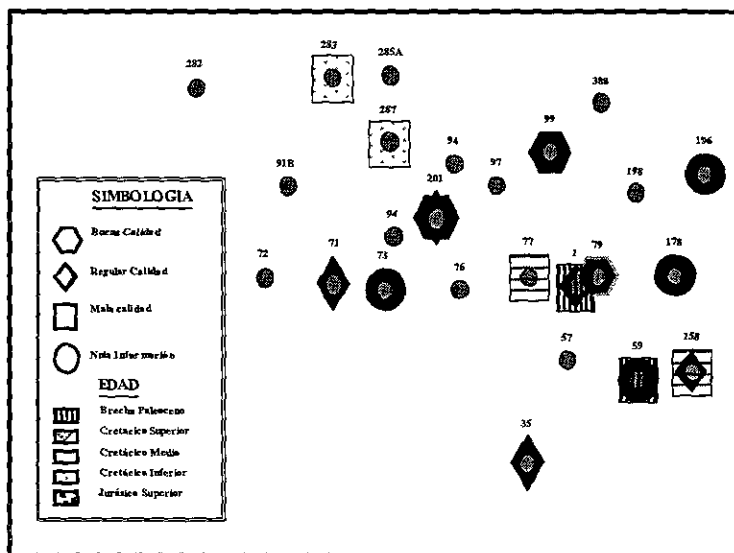 283
285A
282
388
99
287
94
196
97
91B
198
201
94
72
71
73
76
77
1
79
178
57
59
158
35
SIMBOLOGIA
Buena Calidad
Regular Calidad
Mala calidad
Nula Información
EDAD
Brecha Paleoceno
Cretácico Superior
Cretácico Medio
Cretácico Inferior
Jurásico Superior